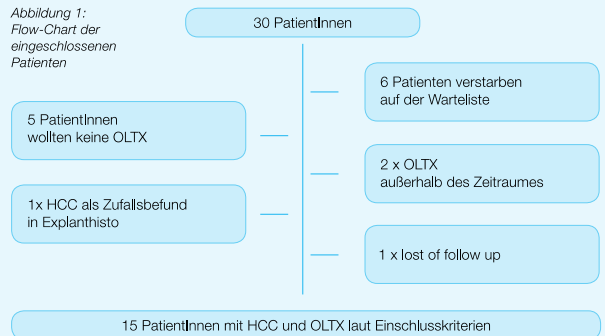 Abbildung 1:
Flow-Chart der
eingeschlossenen
Patienten
30 PatientInnen
6 Patienten verstarben
auf der Warteliste
5 PatientInnen
wollten keine OLTX
2 x OLTX
außerhalb des Zeitraumes
1x HCC als Zufallsbefund
in Explanthisto
1 x lost of follow up
15 PatientInnen mit HCC und OLTX laut Einschlusskriterien